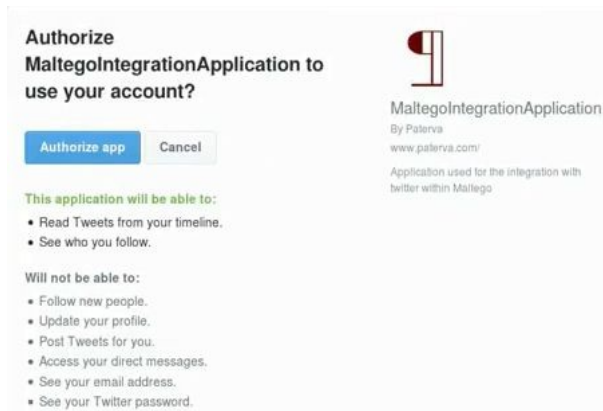 Authorize
MaltegoIntegrationApplication to
use your account?
Authorize app
Cancel
This application will be able to:
• Read Tweets from your timeline.
• See who you follow.
Will not be able to:
• Follow new people.
• Update your profile.
• Post Tweets for you.
• Access your direct messages.
• See your email address.
• See your Twitter password.
MaltegoIntegrationApplication
By Paterva
www.paterva.com/
Application used for the integration with
twitter within Maltego